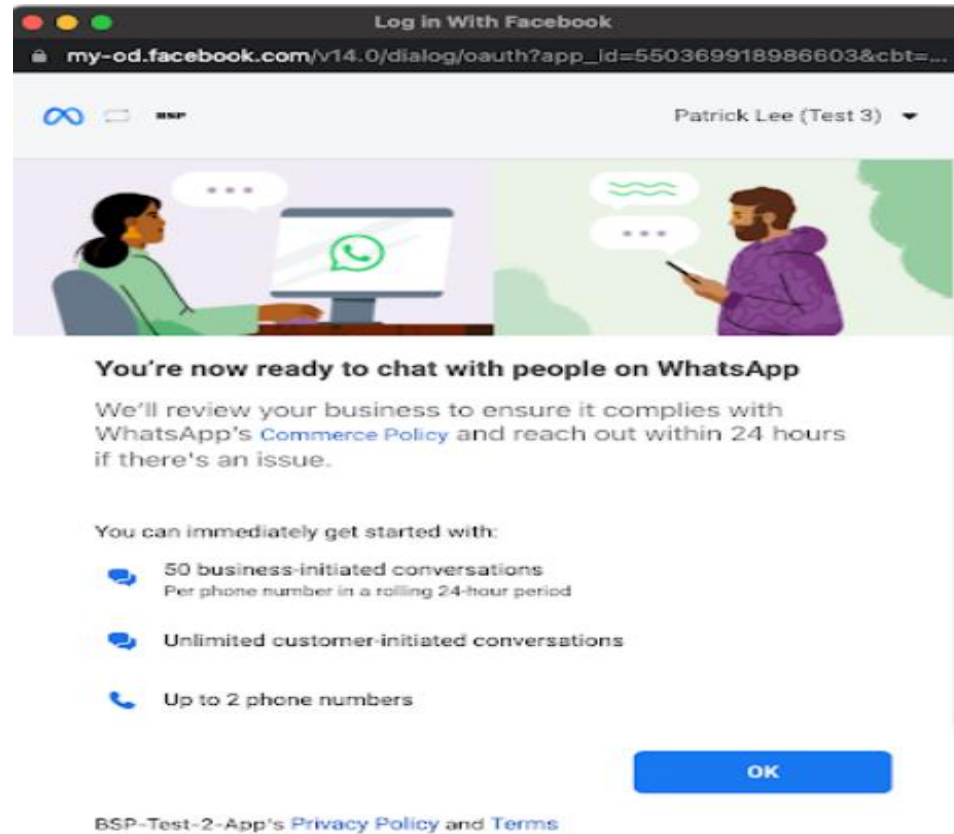 Log in With Facebook
my-od.facebook.com/v14.0/dialog/oauth?app_id=550369918986603&cbt=...
BSP
Patrick Lee (Test 3)
You're now ready to chat with people on WhatsApp
We'll review your business to ensure it complies with
WhatsApp's Commerce Policy and reach out within 24 hours
if there's an issue.
You can immediately get started with:
50 business-initiated conversations
Per phone number in a rolling 24-hour period
Unlimited customer-initiated conversations
Up to 2 phone numbers
OK
BSP-Test-2-App's Privacy Policy and Terms